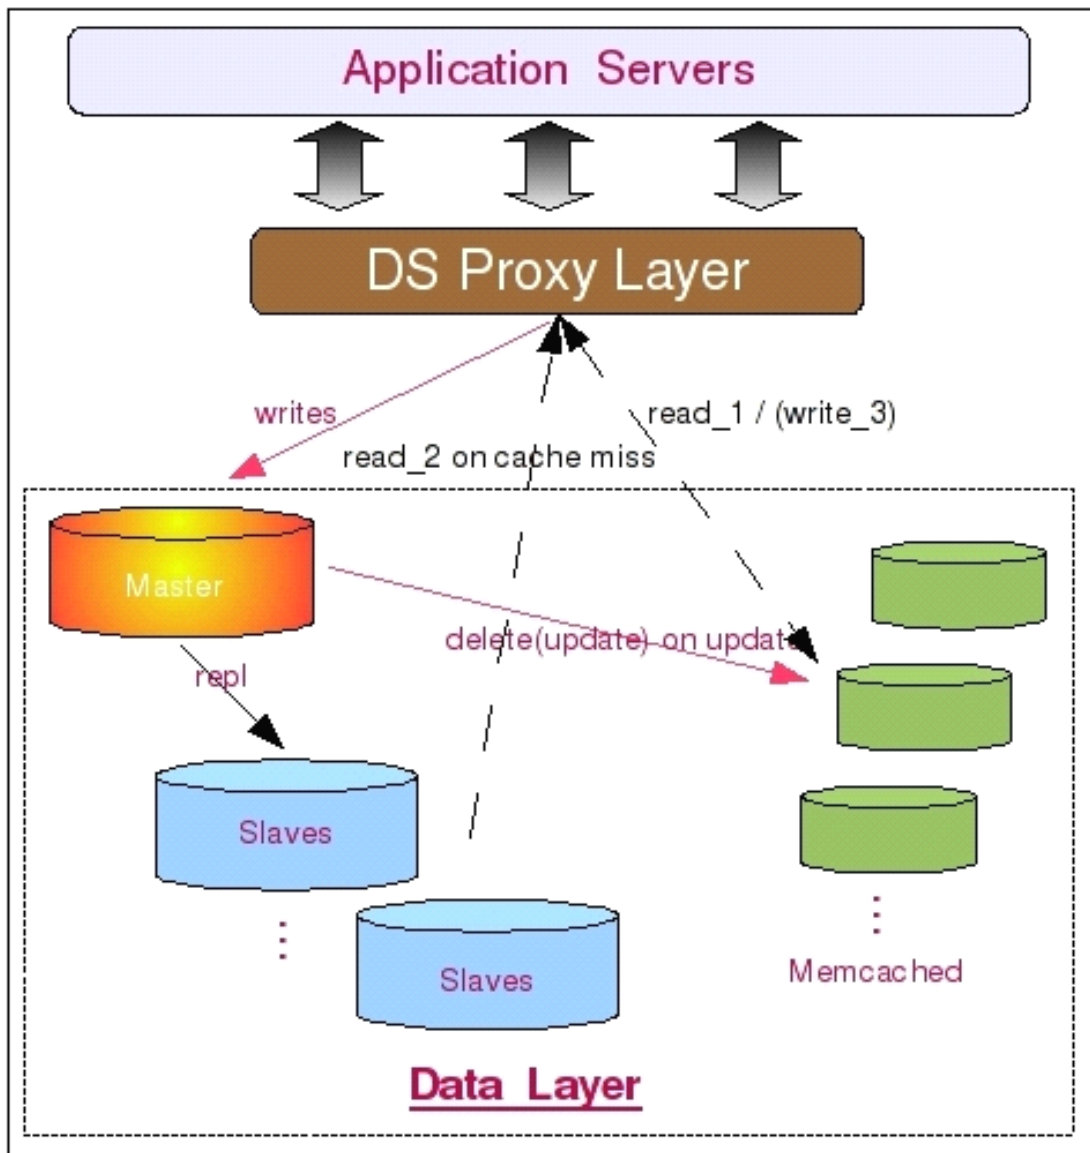 Application Servers
DS Proxy Layer
writes
read_1 / (write_3)
read_2 on cache miss
Master
delete(update) on update
repl
Slaves
Slaves
Memcached
Data Layer